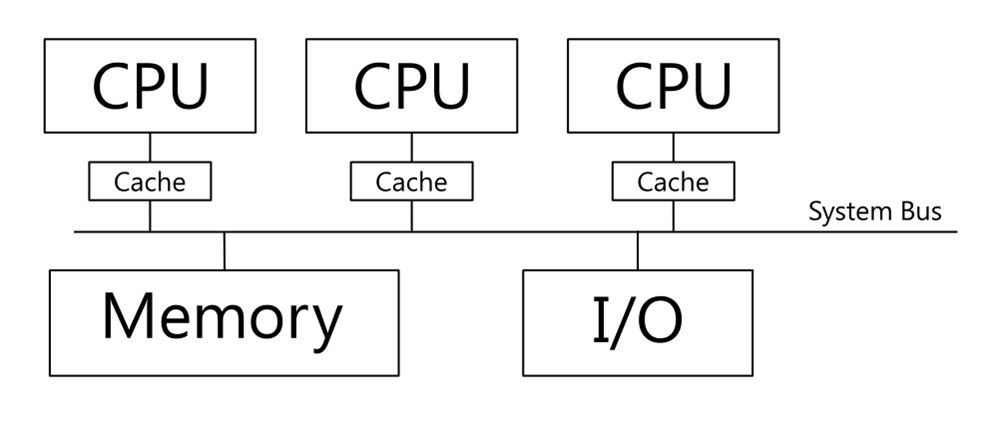 CPU
CPU
CPU
Cache
Cache
Cache
System Bus
Memory
I/O